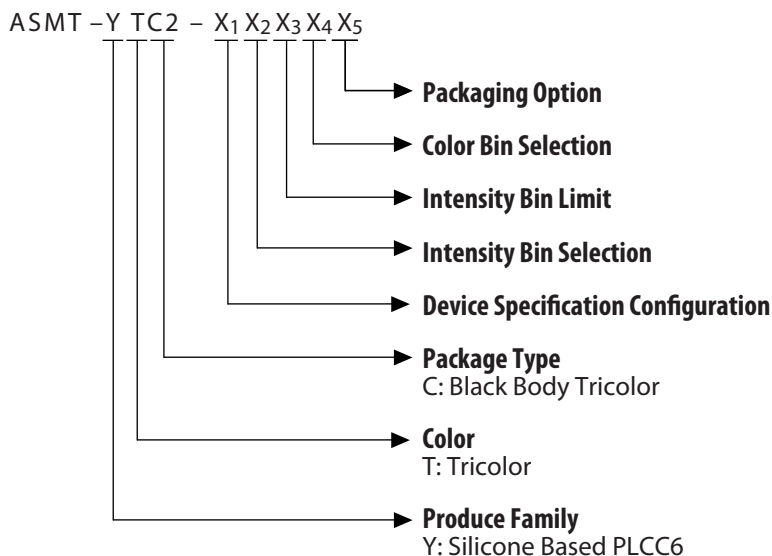 ASMT –Y TC2 – X1 X2 X3 X4 X5
Packaging Option
Color Bin Selection
Intensity Bin Limit
Intensity Bin Selection
Device Specification Configuration
Package Type
C: Black Body Tricolor
Color
T: Tricolor
Produce Family
Y: Silicone Based PLCC6